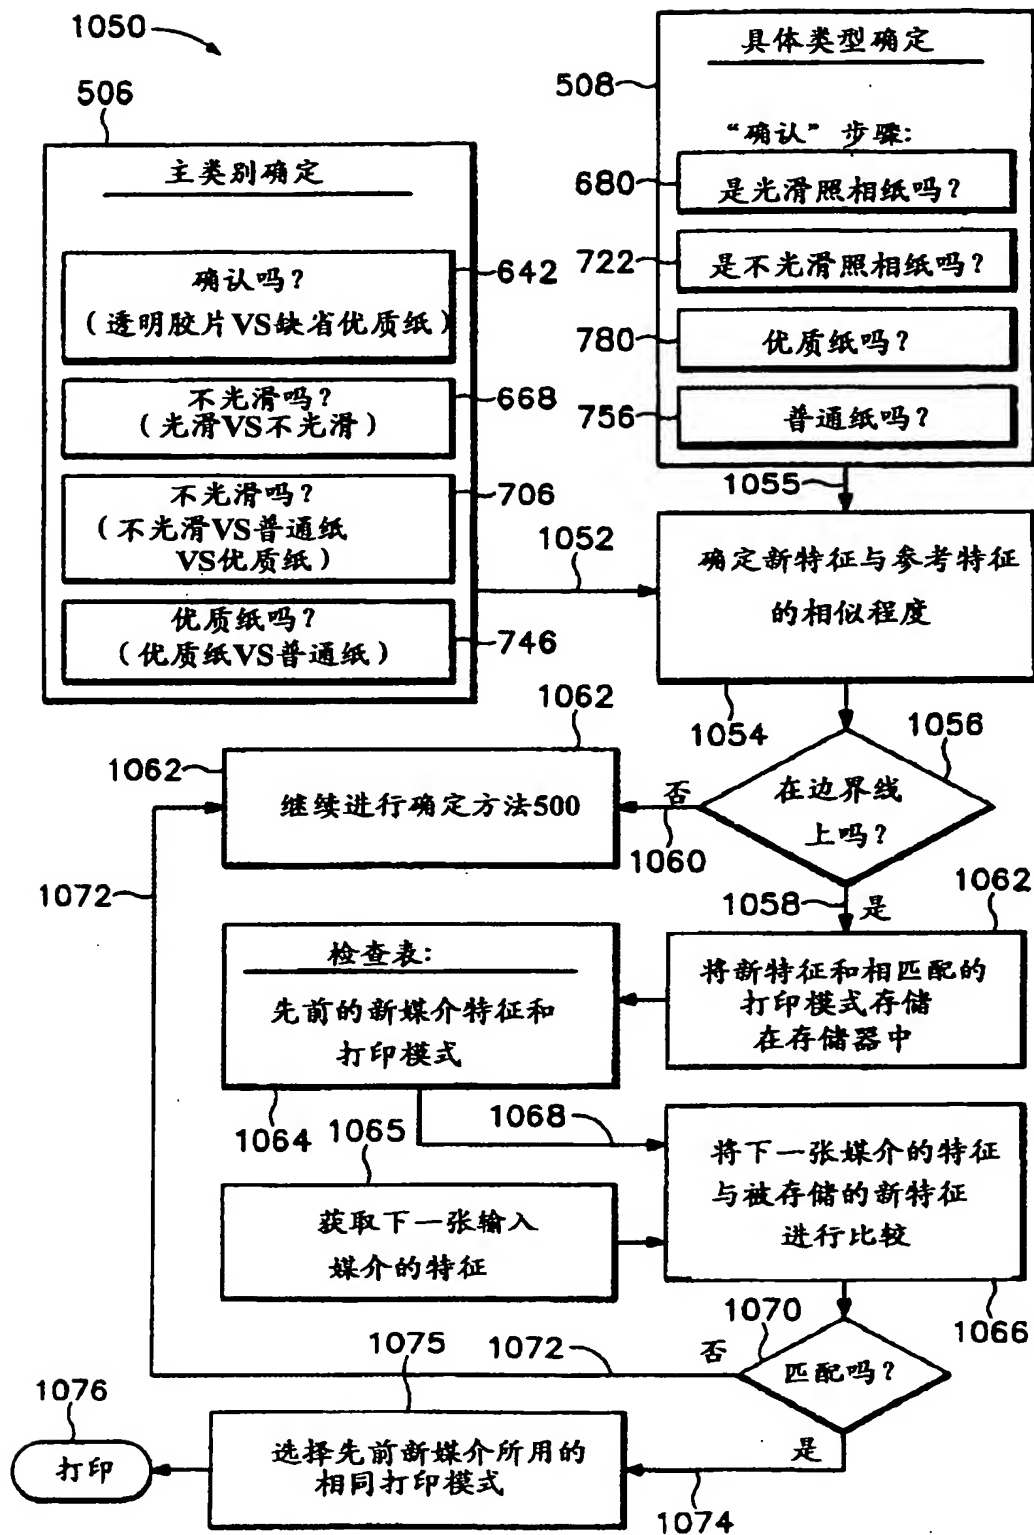 1050
506
主类别确定
确认吗？
（透明胶片VS缺省优质纸）
642
不光滑吗？
（光滑VS不光滑）
668
不光滑吗？
（不光滑VS普通纸
VS优质纸）
706
优质纸吗？
（优质纸VS普通纸）
746
508
具体类型确定
“确认”步骤：
680
是光滑照相纸吗？
722
是不光滑照相纸吗？
780
优质纸吗？
756
普通纸吗？
1055
1052
确定新特征与参考特征
的相似程度
1054
1056
在边界线
上吗？
否
1060
1062
1062
继续进行确定方法500
1072
1058
是
1062
将新特征和相匹配的
打印模式存储
在存储器中
检查表：
先前的新媒介特征和
打印模式
1064
1065
1068
获取下一张输入
媒介的特征
将下一张媒介的特征
与被存储的新特征
进行比较
1066
1070
匹配吗？
否
1072
是
1074
1075
选择先前新媒介所用的
相同打印模式
1076
打印